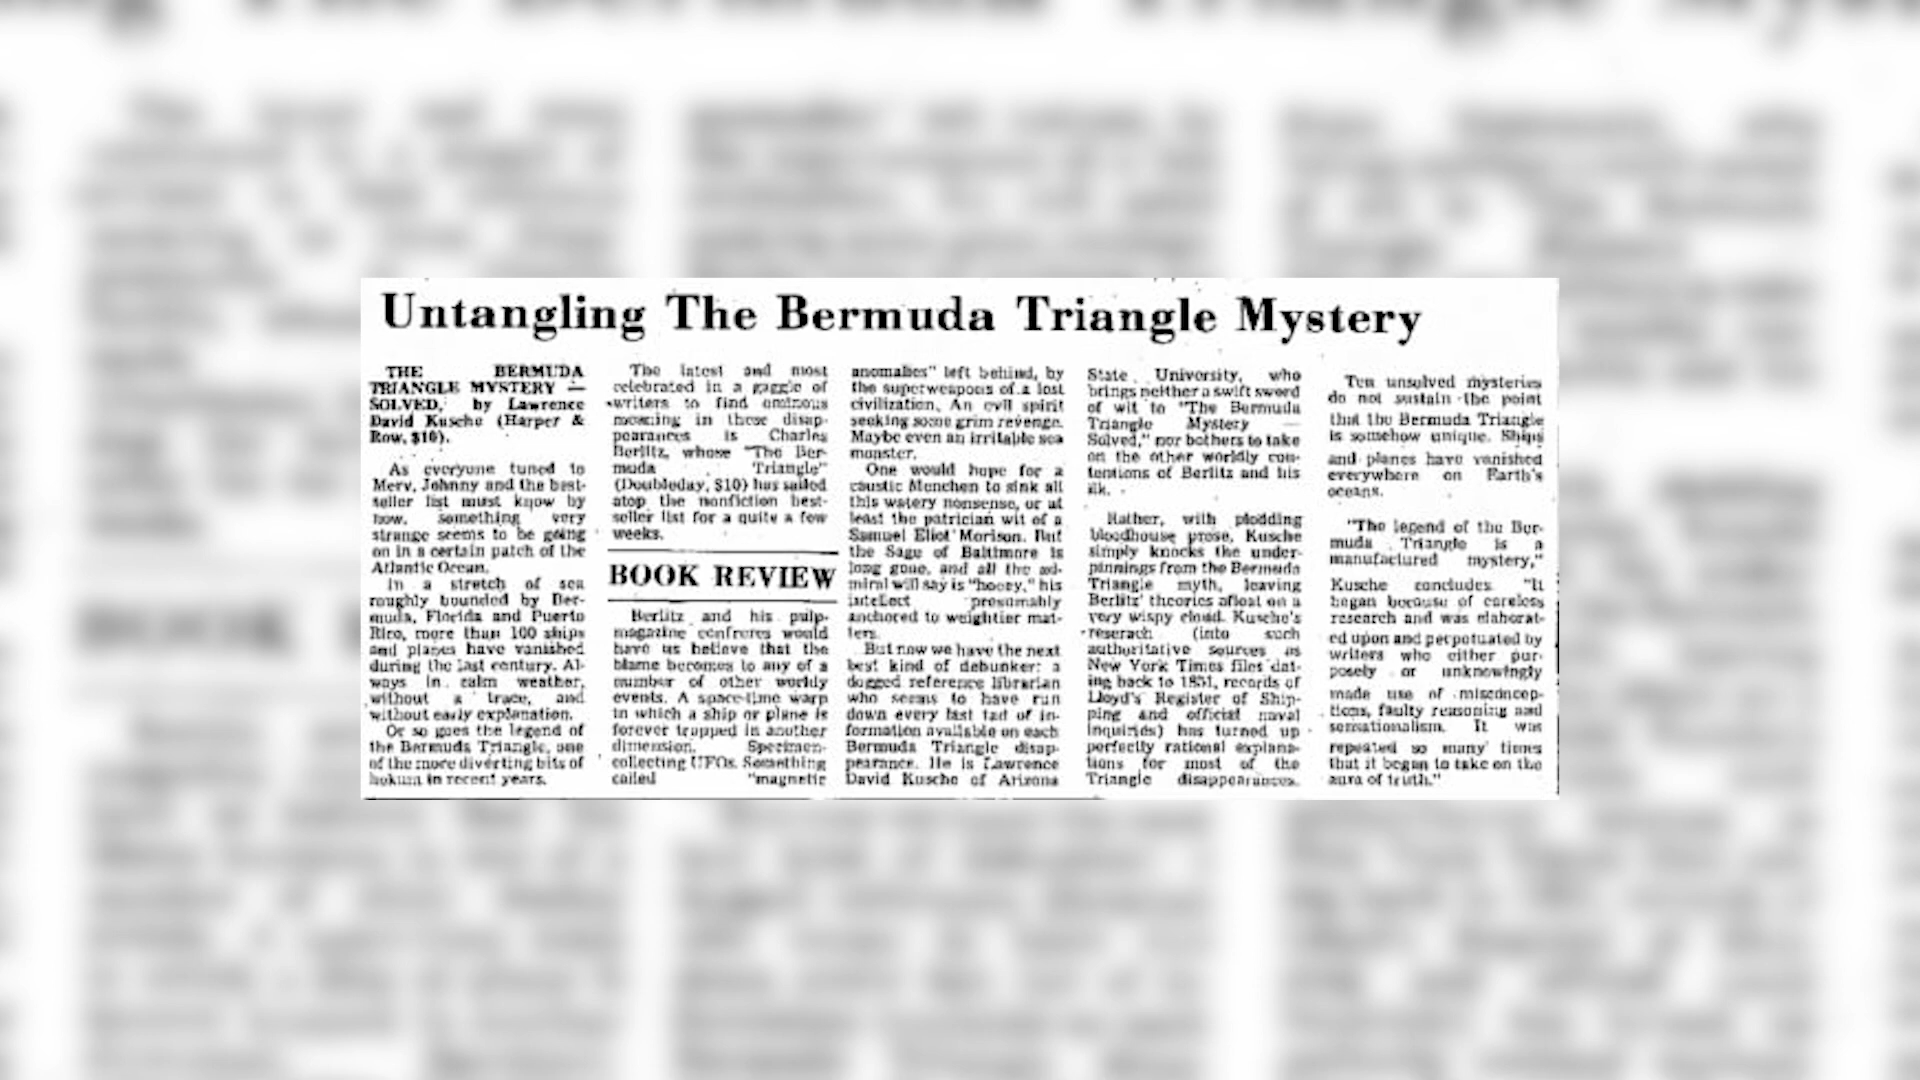 Untangling The Bermuda Triangle Mystery
THE BERMUDA
TRIANGLE MYSTERY —
SOLVED, by Lawrence
David Kusche (Harper &
Row, $10).
As everyone tuned to
Merv, Johnny and the best-
seller list must know by
now, something very
strange seems to be going
on in a certain patch of the
Atlantic Ocean.
In a stretch of sea
roughly bounded by Ber-
muda, Florida and Puerto
Rico, more than 100 ships
and planes have vanished
during the last century. Al-
ways in calm weather,
without a trace, and
without early explonation.
Or so goes the legend of
the Bermuda Triangle, one
of the more diverting bits of
hokum in recent years.
The latest and most
celebrated in a gaggle of
writers to find ominous
meaning in these disap-
pearances is Charles
Berlitz, whose "The Ber-
muda Triangle"
(Doubleday, $10) has sailed
atop the nonfiction best-
seller list for a quite a few
weeks.
BOOK REVIEW
Berlitz and his pulp-
magazine confreres would
have us believe that the
blame becomes to any of a
number of other worldly
events. A space-time warp
in which a ship or plane is
forever trapped in another
dimension. Specimen-
collecting UFOs. Something
called "magnetic
anomalies" left behind, by
the superweapons of a lost
civilization. An evil spirit
seeking some grim revenge.
Maybe even an irritable sea
monster.
One would hope for a
caustic Menchen to sink all
this watery nonsense, or at
least the patrician wit of a
Samuel Eliot Morison. But
the Sage of Baltimore is
long gone, and all the ad-
miral will say is "hooey," his
intellect presumably
anchored to weightier mat-
ters.
But now we have the next
best kind of debunker: a
dogged reference librarian
who seems to have run
down every last tad of in-
formation available on each
Bermuda Triangle disap-
pearance. He is Lawrence
David Kusche of Arizona
State University, who
brings neither a swift sword
of wit to "The Bermuda
Triangle Mystery —
Solved," nor bothers to take
on the other worldly con-
tentions of Berlitz and his
ilk.
Rather, with plodding
bloodhouse prose, Kusche
simply knocks the under-
pinnings from the Bermuda
Triangle myth, leaving
Berlitz' theories afloat on a
very wispy cloud. Kusche's
reserach (into such
authoritative sources as
New York Times files dat-
ing back to 1851, records of
Lloyd's Register of Ship-
ping and official naval
inquiries) has turned up
perfectly rational explana-
tions for most of the
Triangle disappearances.
Ten unsolved mysteries
do not sustain the point
that the Bermuda Triangle
is somehow unique. Ships
and planes have vanished
everywhere on Earth's
oceans.
"The legend of the Ber-
muda Triangle is a
manufactured mystery,"
Kusche concludes. "It
began because of careless
research and was elaborat-
ed upon and perpetuated by
writers who either pur-
posely or unknowingly
made use of misconcep-
tions, faulty reasoning and
sensationalism. It was
repeated so many times
that it began to take on the
aura of truth."